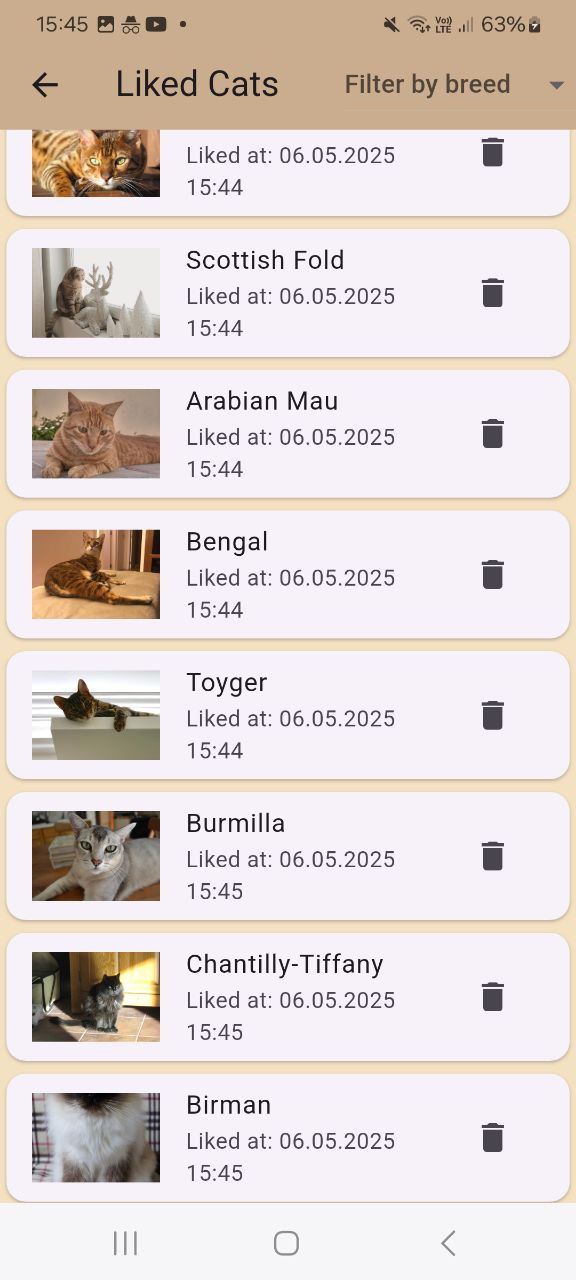 15:45 63%
Vo))
LTE
Liked Cats Filter by breed
Liked at: 06.05.2025
15:44
Scottish Fold
Liked at: 06.05.2025
15:44
Arabian Mau
Liked at: 06.05.2025
15:44
Bengal
Liked at: 06.05.2025
15:44
Toyger
Liked at: 06.05.2025
15:44
Burmilla
Liked at: 06.05.2025
15:45
Chantilly-Tiffany
Liked at: 06.05.2025
15:45
Birman
Liked at: 06.05.2025
15:45